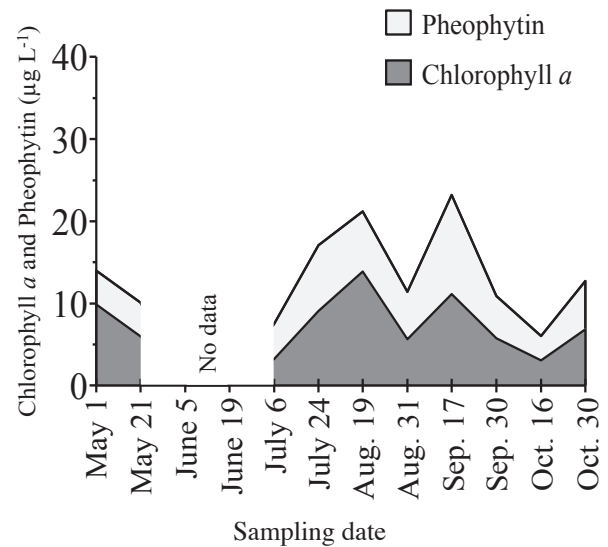 Pheophytin
Chlorophyll a
Chlorophyll a and Pheophytin (µg L⁻¹)
40
30
20
10
0
No data
May 1
May 21
June 5
June 19
July 6
July 24
Aug. 19
Aug. 31
Sep. 17
Sep. 30
Oct. 16
Oct. 30
Sampling date